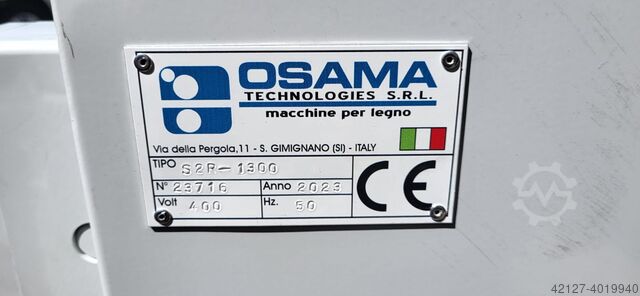 OSAMA
TECHNOLOGIES S.R.L.
macchine per legno
Via della Pergola,11 - S. GIMIGNANO (SI) - ITALY
TIPO S2R-1300
N° 23716 Anno 2023
Volt 400 Hz. 50
CE
42127-4019940